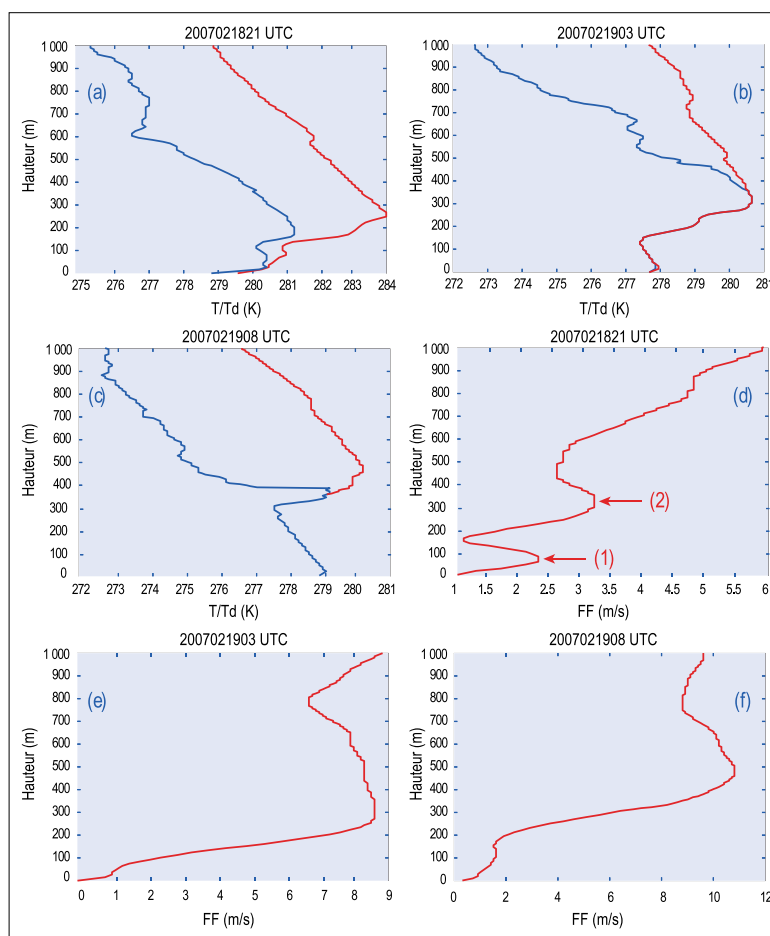 2007021821 UTC
1 000
900
800
700
600
500
400
300
200
100
0
Hauteur (m)
(a)
275 276 277 278 279 280 281 282 283 284
T/Td (K)
2007021903 UTC
1 000
900
800
700
600
500
400
300
200
100
0
Hauteur (m)
(b)
272 273 274 275 276 277 278 279 280 281
T/Td (K)
2007021908 UTC
1 000
900
800
700
600
500
400
300
200
100
0
Hauteur (m)
(c)
272 273 274 275 276 277 278 279 280 281
T/Td (K)
2007021821 UTC
1 000
900
800
700
600
500
400
300
200
100
0
Hauteur (m)
(d)
(2)
(1)
1 1.5 2 2.5 3 3.5 4 4.5 5 5.5 6
FF (m/s)
2007021903 UTC
1 000
900
800
700
600
500
400
300
200
100
0
Hauteur (m)
(e)
0 1 2 3 4 5 6 7 8 9
FF (m/s)
2007021908 UTC
1 000
900
800
700
600
500
400
300
200
100
0
Hauteur (m)
(f)
0 2 4 6 8 10 12
FF (m/s)